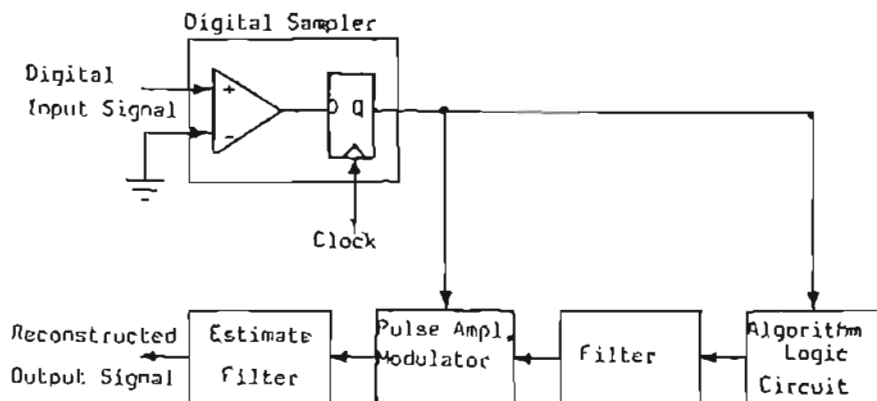 Digital Sampler
Digital
Input Signal
+
-
D Q
Clock
Reconstructed
Output Signal
Estimate
Filter
Pulse Ampl.
Modulator
Filter
Algorithm
Logic
Circuit